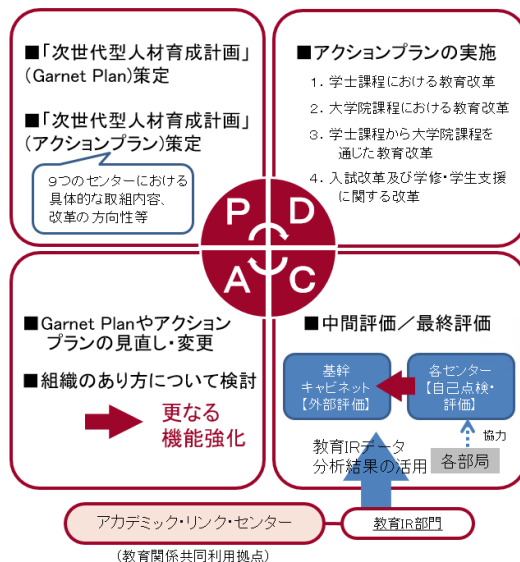 ■「次世代型人材育成計画」
(Garnet Plan)策定
■「次世代型人材育成計画」
(アクションプラン)策定
9つのセンターにおける
具体的な取組内容、
改革の方向性等
■アクションプランの実施
1. 学士課程における教育改革
2. 大学院課程における教育改革
3. 学士課程から大学院課程を
通じた教育改革
4. 入試改革及び学修・学生支援
に関する改革
P D
A C
■Garnet Planやアクション
プランの見直し・変更
■組織のあり方について検討
更なる
機能強化
■中間評価/最終評価
基幹
キャビネット
【外部評価】
各センター
【自己点検・
評価】
協力
各部局
教育IRデータ
分析結果の活用
アカデミック・リンク・センター
教育IR部門
(教育関係共同利用拠点)